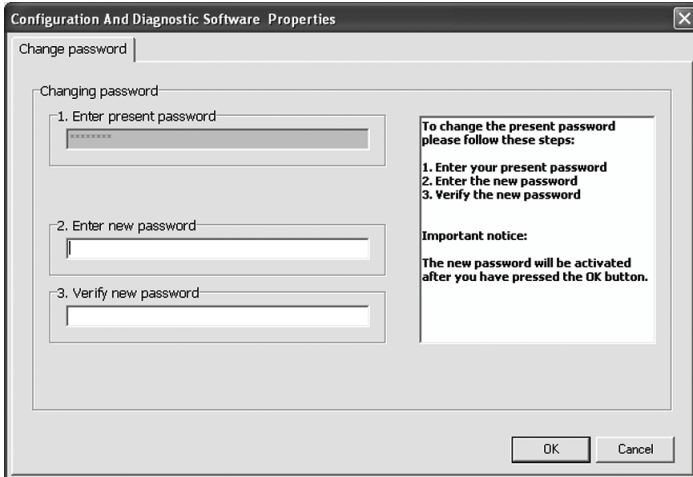 Configuration And Diagnostic Software Properties
Change password
Changing password
1. Enter present password
********
2. Enter new password
3. Verify new password
To change the present password
please follow these steps:
1. Enter your present password
2. Enter the new password
3. Verify the new password
Important notice:
The new password will be activated
after you have pressed the OK button.
OK
Cancel